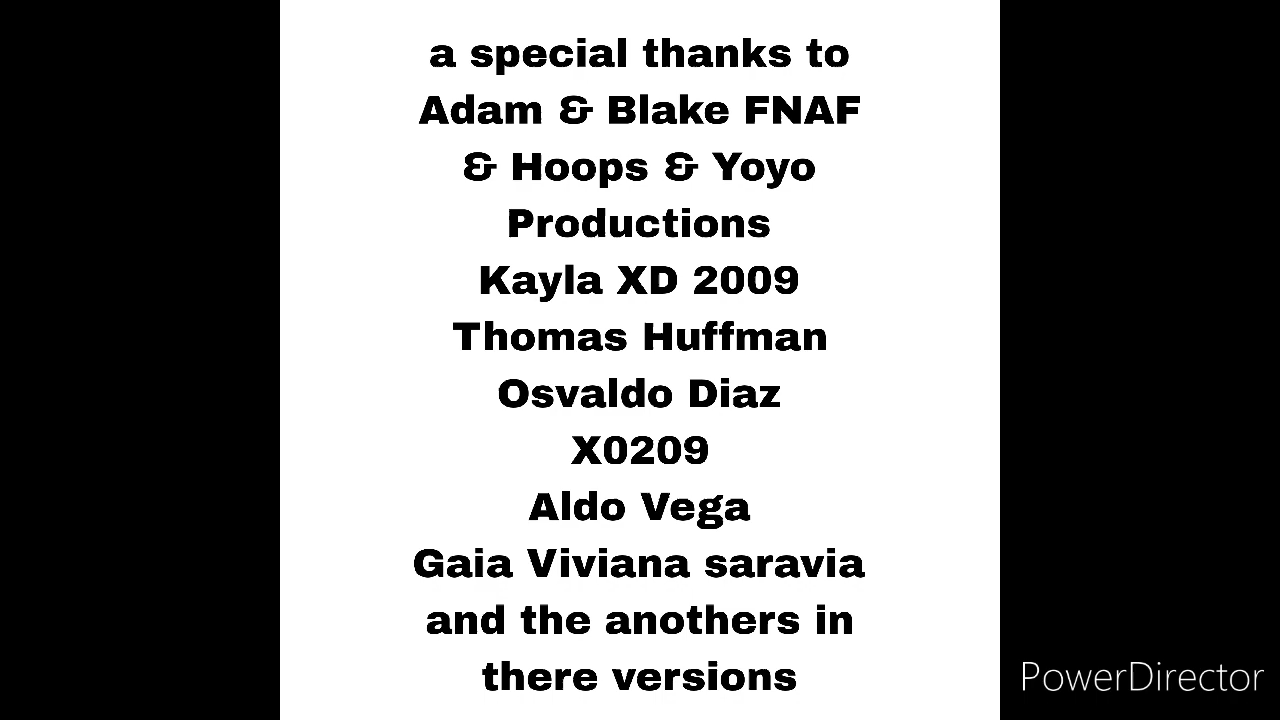 a special thanks to
Adam & Blake FNAF
& Hoops & Yoyo
Productions
Kayla XD 2009
Thomas Huffman
Osvaldo Diaz
X0209
Aldo Vega
Gaia Viviana saravia
and the anothers in
there versions
PowerDirector